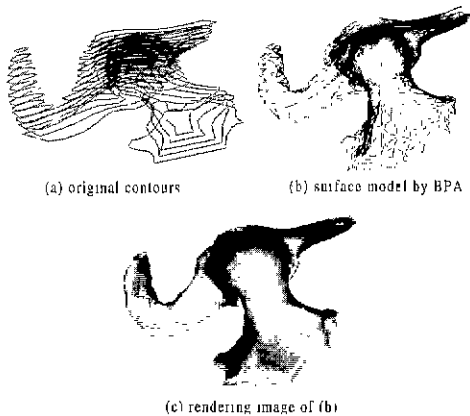 (a) original contours
(b) surface model by BPA
(c) rendering image of (b)